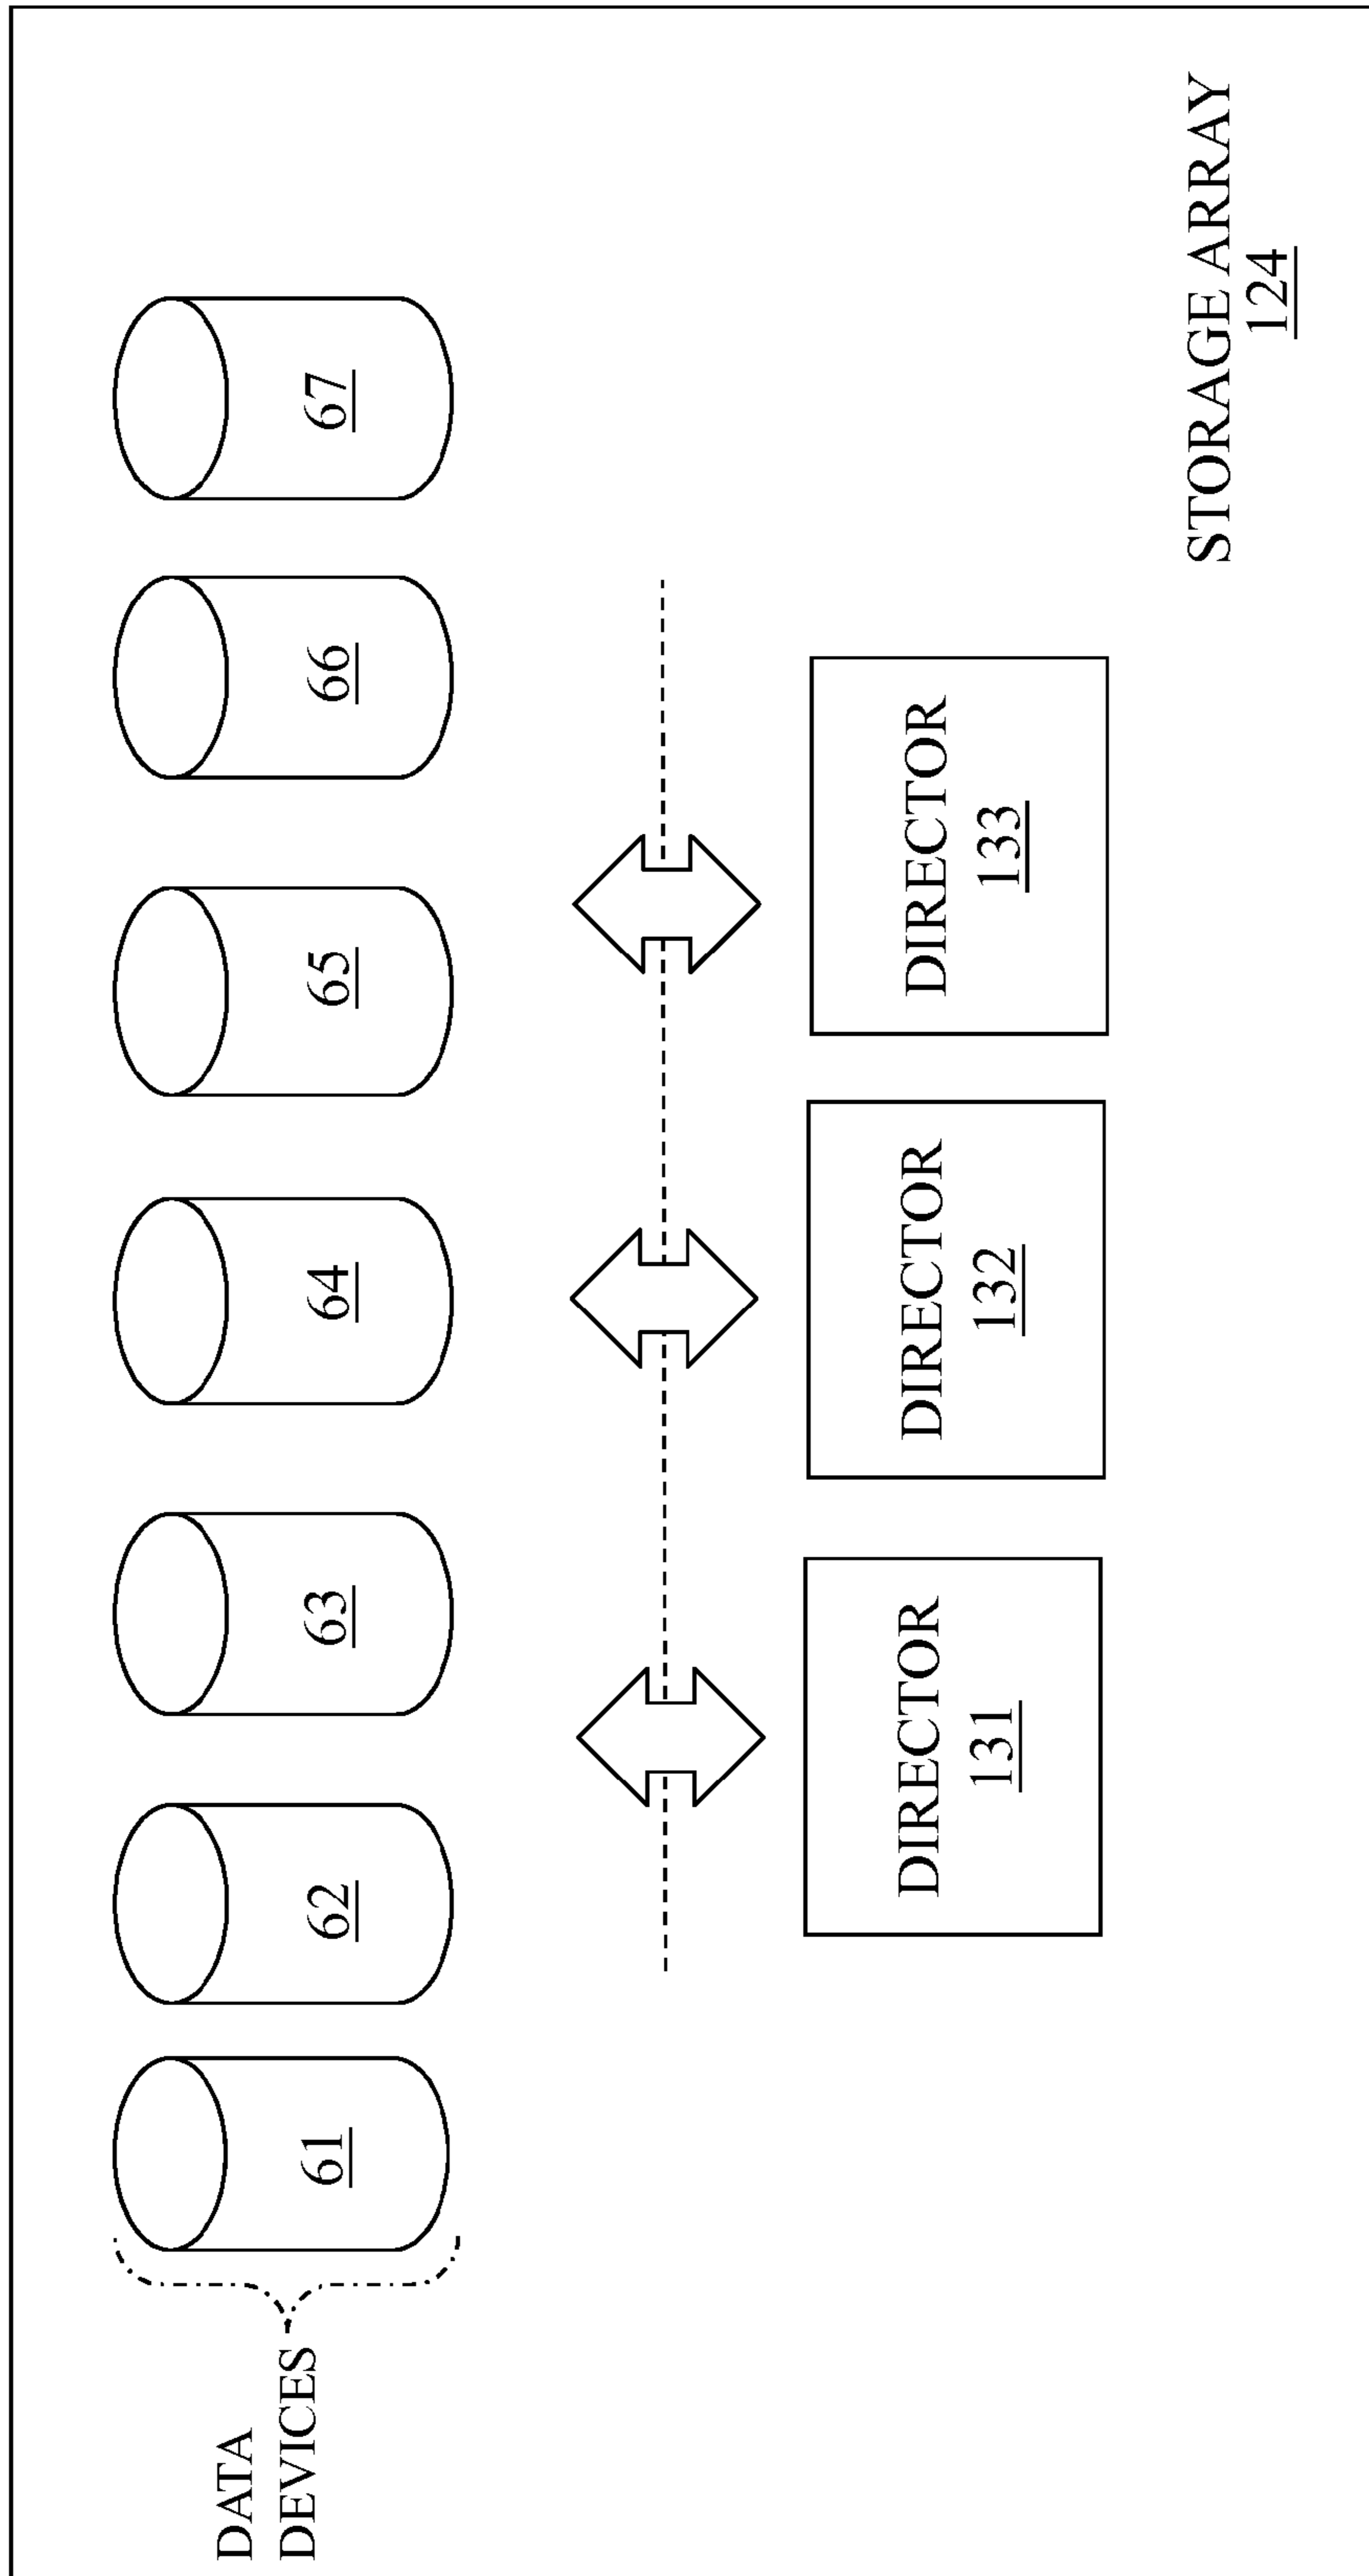 DATA
DEVICES
61
62
63
64
65
66
67
DIRECTOR
131
DIRECTOR
132
DIRECTOR
133
STORAGE ARRAY
124